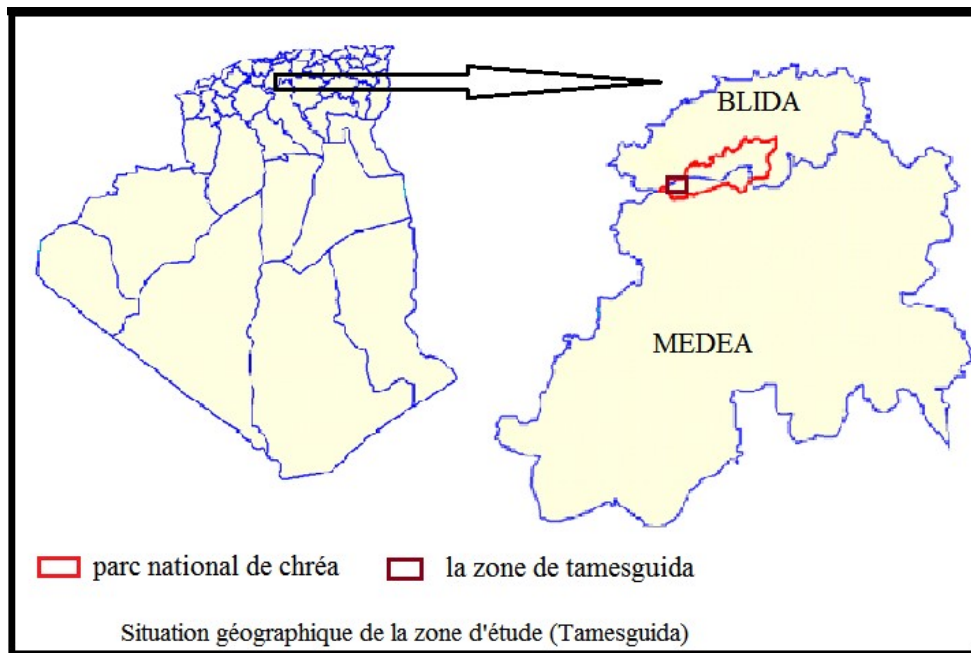 BLIDA
MEDEA
parc national de chréa
la zone de tamesguida
Situation géographique de la zone d'étude (Tamesguida)